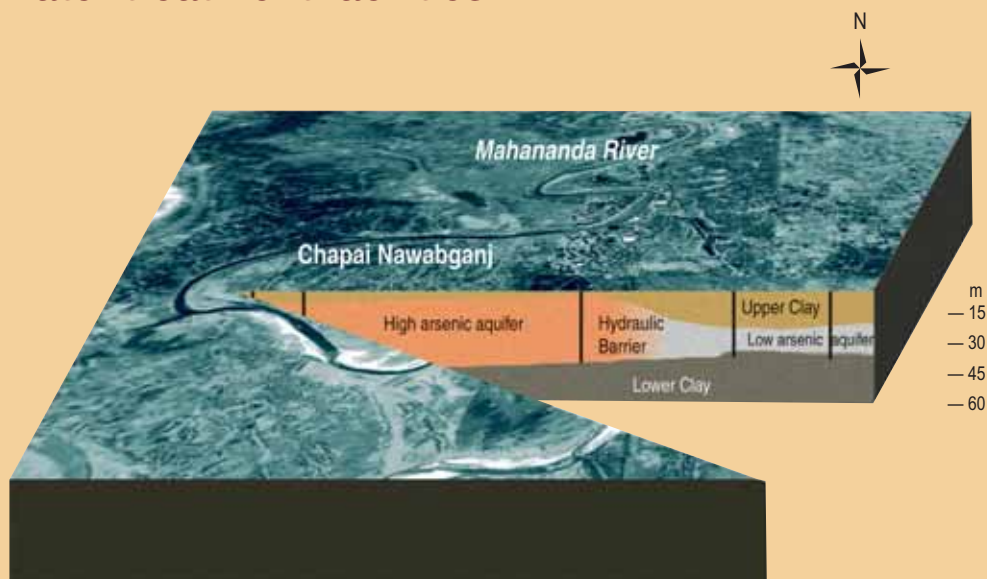 N
Mahananda River
Chapai Nawabganj
m
— 15
— 30
— 45
— 60
High arsenic aquifer
Hydraulic
Barrier
Upper Clay
Low arsenic aquifer
Lower Clay